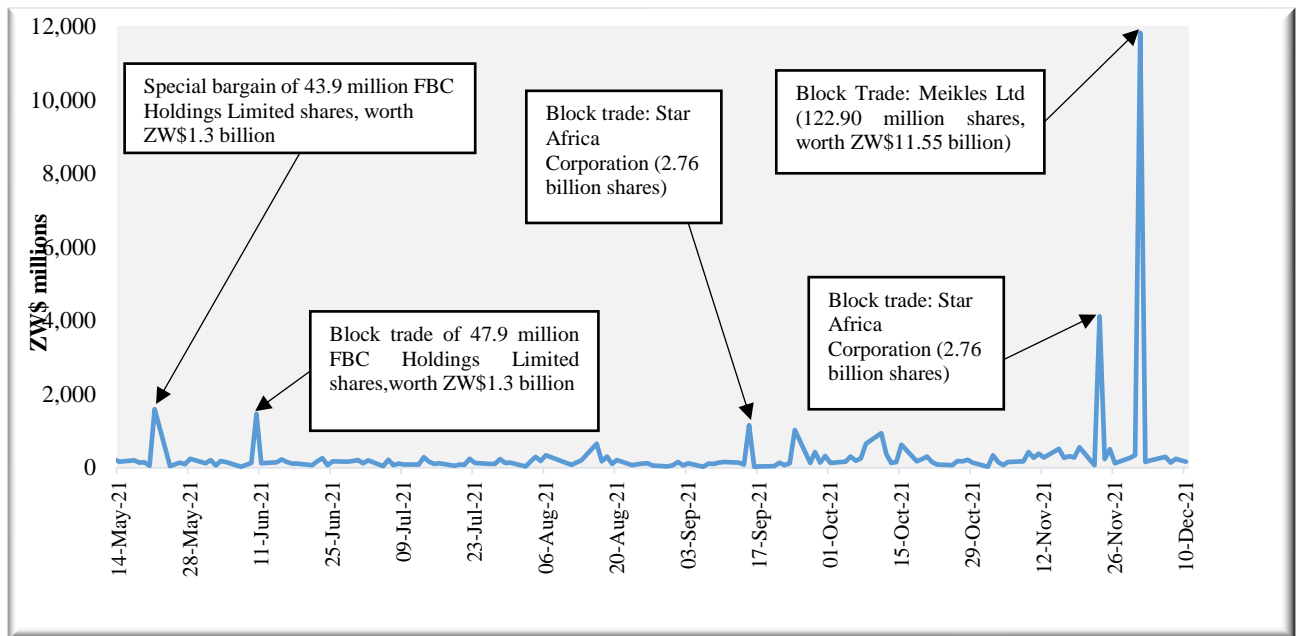 12,000
10,000
8,000
6,000
4,000
2,000
0
ZW$ millions
Special bargain of 43.9 million FBC
Holdings Limited shares, worth
ZW$1.3 billion
Block trade of 47.9 million
FBC Holdings Limited
shares,worth ZW$1.3 billion
Block trade: Star
Africa
Corporation (2.76
billion shares)
Block Trade: Meikles Ltd
(122.90 million shares,
worth ZW$11.55 billion)
Block trade: Star
Africa
Corporation (2.76
billion shares)
14-May-21
28-May-21
11-Jun-21
25-Jun-21
09-Jul-21
23-Jul-21
06-Aug-21
20-Aug-21
03-Sep-21
17-Sep-21
01-Oct-21
15-Oct-21
29-Oct-21
12-Nov-21
26-Nov-21
10-Dec-21